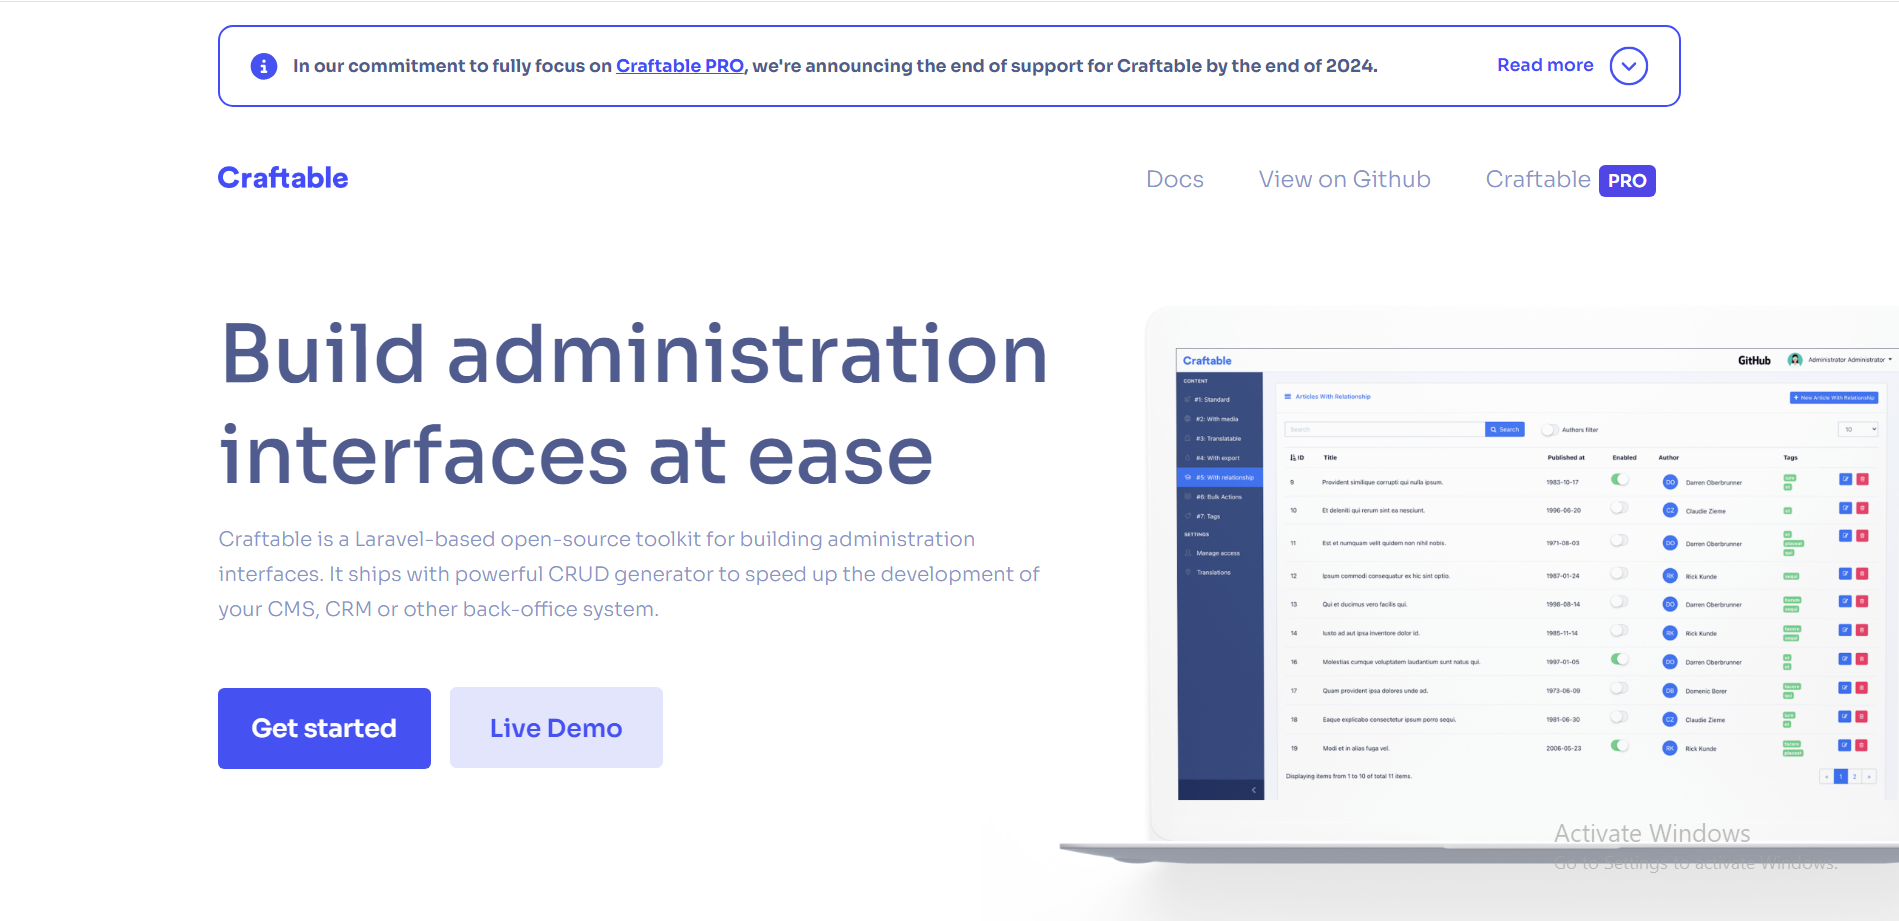 In our commitment to fully focus on Craftable PRO, we're announcing the end of support for Craftable by the end of 2024.
Read more
Craftable
Docs
View on Github
Craftable PRO
Build administration
interfaces at ease
Craftable is a Laravel-based open-source toolkit for building administration
interfaces. It ships with powerful CRUD generator to speed up the development of
your CMS, CRM or other back-office system.
Get started
Live Demo
Craftable
GitHub
Administrator Administrator
CONTENT
#1: Standard
#2: With media
#3: Translatable
#4: With export
#5: With relationship
#6: Bulk Actions
#7: Tags
SETTINGS
Manage access
Translations
Articles With Relationship
+ New Article With Relationship
Search
Search
Authors filter
10
ID Title Published at Enabled Author Tags
9 Provident similique corrupti qui nulla ipsum. 1983-10-17 DO Darren Oberbrunner
10 Et deleniti qui rerum sint ea nesciunt. 1996-06-20 CZ Claudie Zieme
11 Est et numquam velit quidem non nihil nobis. 1971-08-03 DO Darren Oberbrunner
12 Ipsum commodi consequatur ex hic sint optio. 1987-01-24 RK Rick Kunde
13 Qui et ducimus vero facilis qui. 1998-08-14 DO Darren Oberbrunner
14 Iusto ad aut ipsa inventore dolor id. 1985-11-14 RK Rick Kunde
16 Molestias cumque voluptatem laudantium sunt natus qui. 1997-01-05 DO Darren Oberbrunner
17 Quam provident ipsa dolores unde ad. 1973-06-09 DB Domenic Borer
18 Eaque explicabo consectetur ipsum porro sequi. 1981-06-30 CZ Claudie Zieme
19 Modi et in alias fuga vel. 2006-05-23 RK Rick Kunde
Displaying items from 1 to 10 of total 11 items.
« 1 2 »
Activate Windows
Go to Settings to activate Windows.